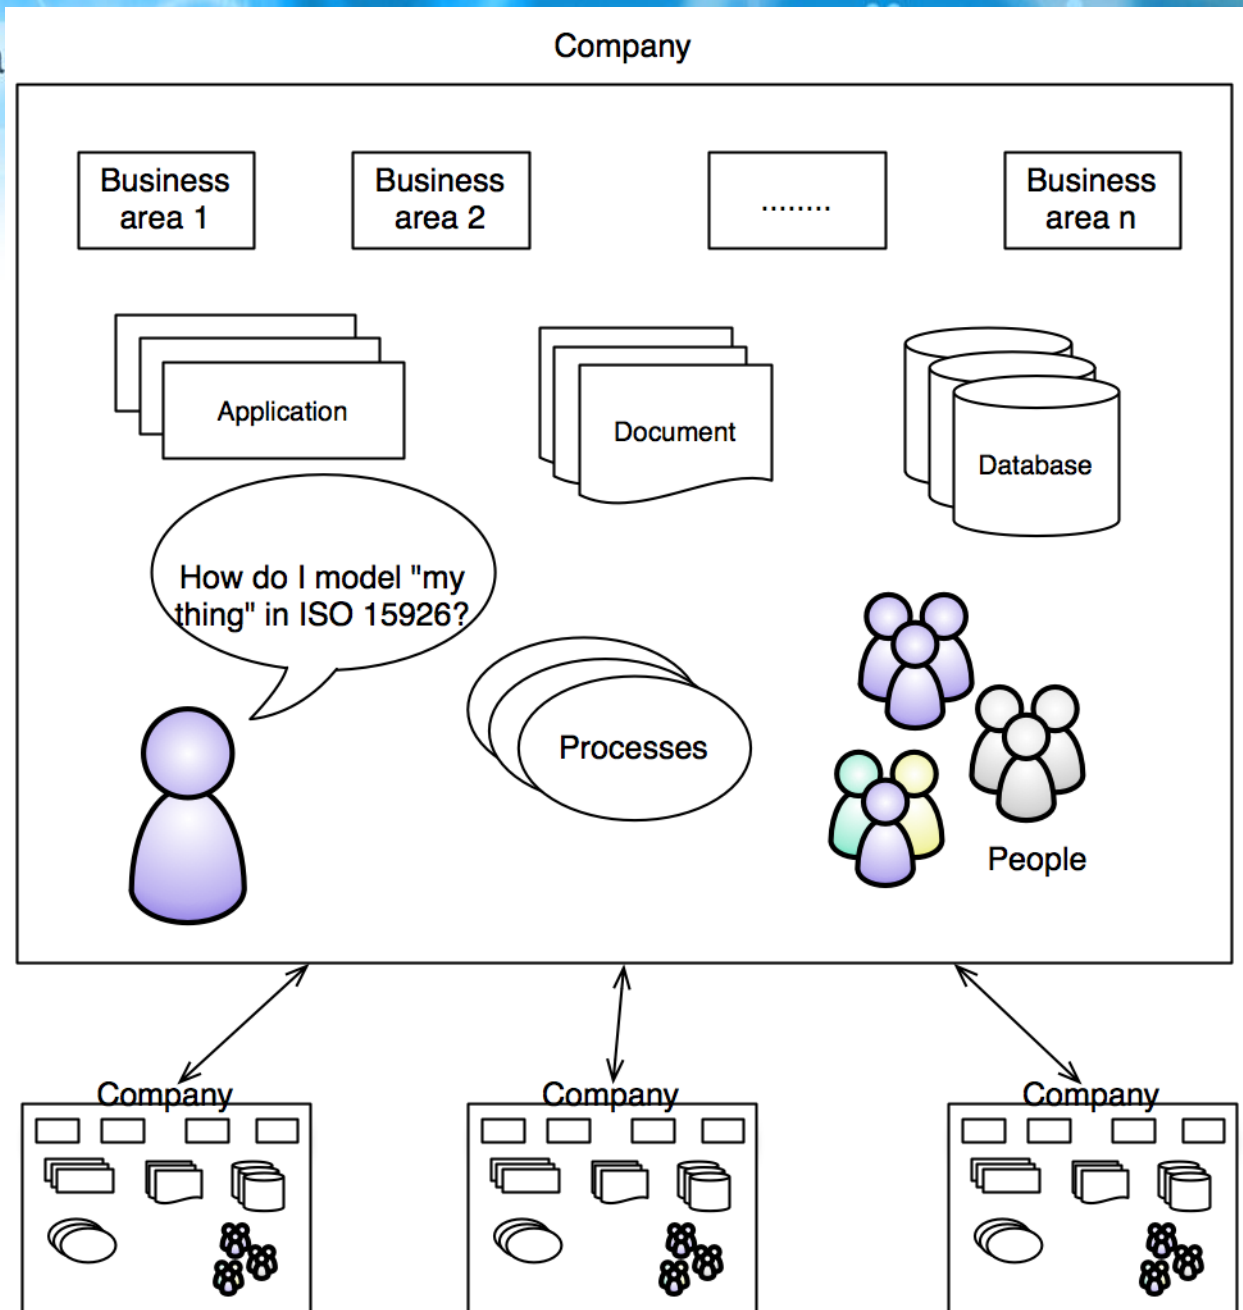 Company
Business
area 1
Business
area 2
........
Business
area n
Application
Document
Database
How do I model "my
thing" in ISO 15926?
Processes
People
Company
Company
Company